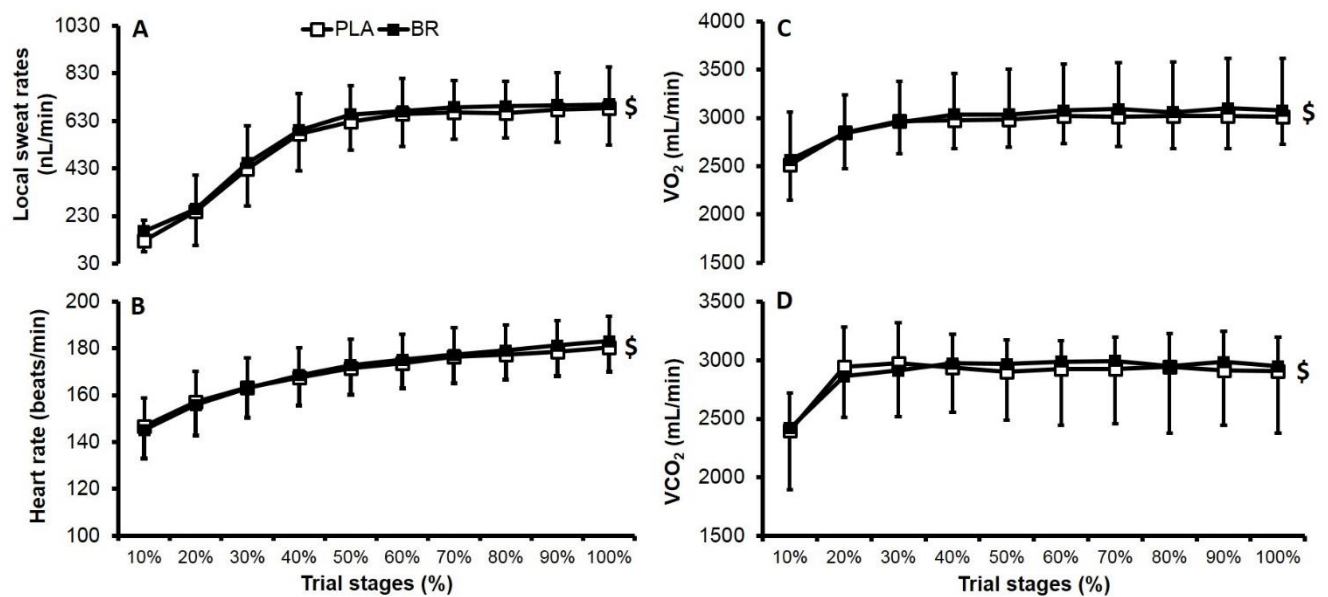 A
PLA BR
Local sweat rates
(nL/min)
1030
830
630
430
230
30
$
B
Heart rate (beats/min)
200
180
160
140
120
100
$
10% 20% 30% 40% 50% 60% 70% 80% 90% 100%
Trial stages (%)
C
VO2 (mL/min)
4000
3500
3000
2500
2000
1500
$
D
VCO2 (mL/min)
3500
3000
2500
2000
1500
$
10% 20% 30% 40% 50% 60% 70% 80% 90% 100%
Trial stages (%)